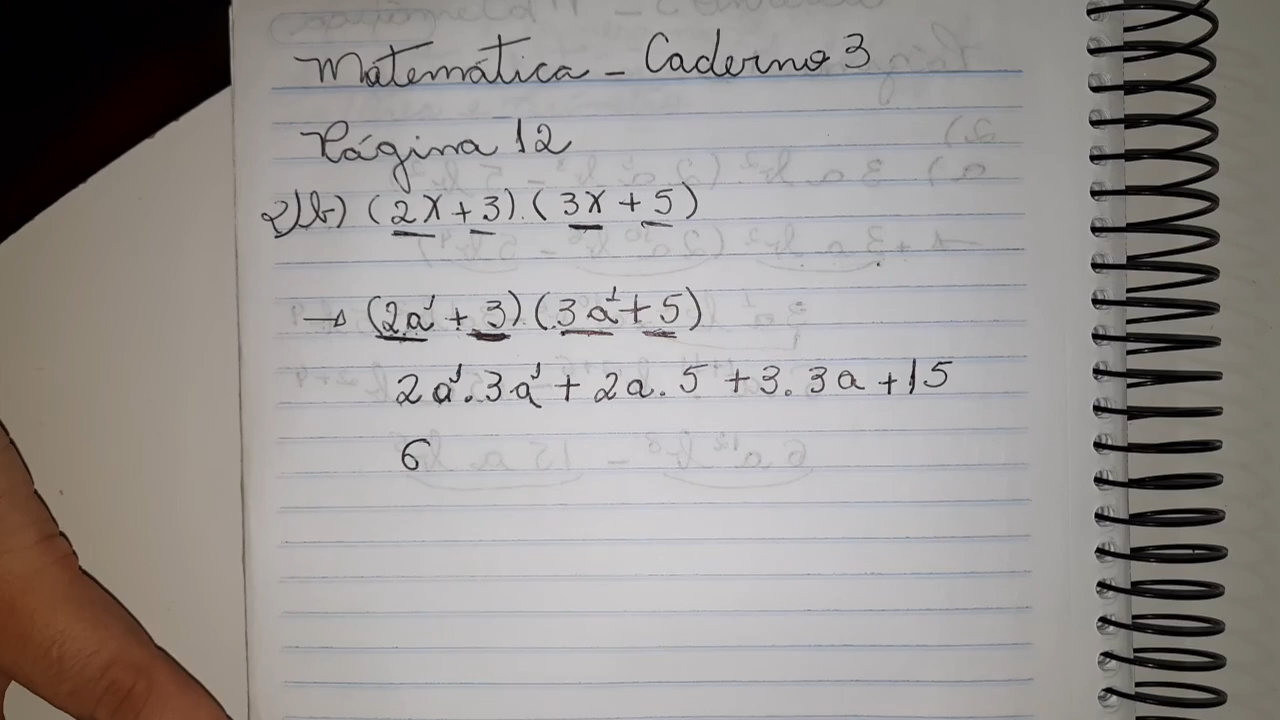 Matemática - Caderno 3
Página 12
2)b) (2x + 3).(3x + 5)
→ (2a¹ + 3).(3a¹ + 5)
2a¹.3a¹ + 2a.5 + 3.3a + 15
6